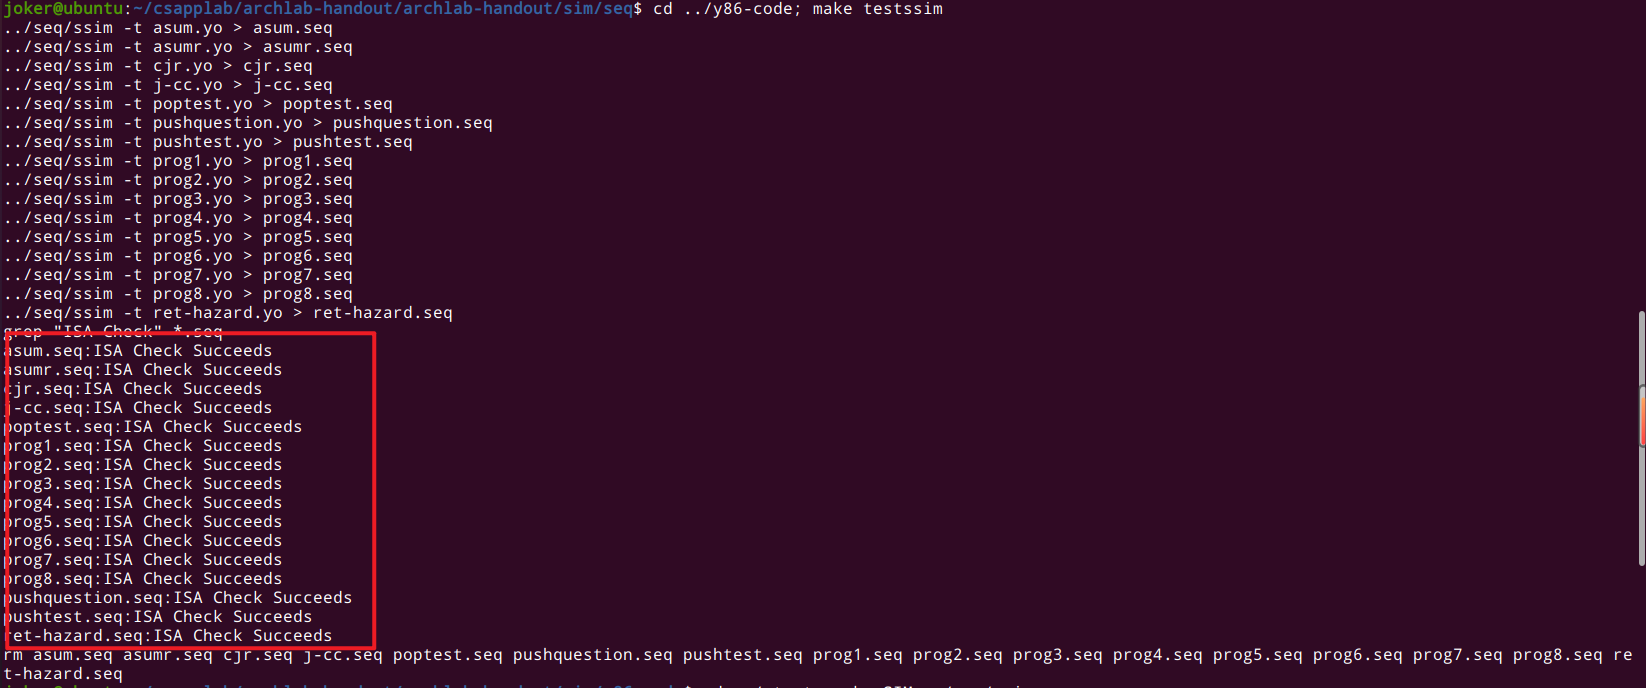 joker@ubuntu:~/csapplab/archlab-handout/archlab-handout/sim/seq$ cd ../y86-code; make testssim
../seq/ssim -t asum.yo > asum.seq
../seq/ssim -t asumr.yo > asumr.seq
../seq/ssim -t cjr.yo > cjr.seq
../seq/ssim -t j-cc.yo > j-cc.seq
../seq/ssim -t poptest.yo > poptest.seq
../seq/ssim -t pushquestion.yo > pushquestion.seq
../seq/ssim -t pushtest.yo > pushtest.seq
../seq/ssim -t prog1.yo > prog1.seq
../seq/ssim -t prog2.yo > prog2.seq
../seq/ssim -t prog3.yo > prog3.seq
../seq/ssim -t prog4.yo > prog4.seq
../seq/ssim -t prog5.yo > prog5.seq
../seq/ssim -t prog6.yo > prog6.seq
../seq/ssim -t prog7.yo > prog7.seq
../seq/ssim -t prog8.yo > prog8.seq
../seq/ssim -t ret-hazard.yo > ret-hazard.seq
grep "ISA Check" *.seq
asum.seq:ISA Check Succeeds
asumr.seq:ISA Check Succeeds
cjr.seq:ISA Check Succeeds
j-cc.seq:ISA Check Succeeds
poptest.seq:ISA Check Succeeds
prog1.seq:ISA Check Succeeds
prog2.seq:ISA Check Succeeds
prog3.seq:ISA Check Succeeds
prog4.seq:ISA Check Succeeds
prog5.seq:ISA Check Succeeds
prog6.seq:ISA Check Succeeds
prog7.seq:ISA Check Succeeds
prog8.seq:ISA Check Succeeds
pushquestion.seq:ISA Check Succeeds
pushtest.seq:ISA Check Succeeds
ret-hazard.seq:ISA Check Succeeds
rm asum.seq asumr.seq cjr.seq j-cc.seq poptest.seq pushquestion.seq pushtest.seq prog1.seq prog2.seq prog3.seq prog4.seq prog5.seq prog6.seq prog7.seq prog8.seq re
t-hazard.seq